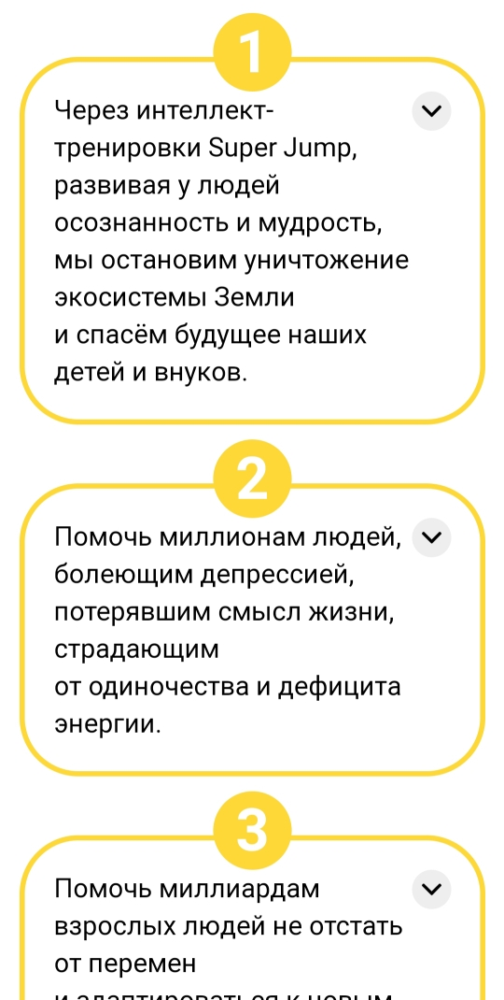 1
Через интеллект-
тренировки Super Jump,
развивая у людей
осознанность и мудрость,
мы остановим уничтожение
экосистемы Земли
и спасём будущее наших
детей и внуков.
2
Помочь миллионам людей,
болеющим депрессией,
потерявшим смысл жизни,
страдающим
от одиночества и дефицита
энергии.
3
Помочь миллиардам
взрослых людей не отстать
от перемен
и адаптироваться к новым